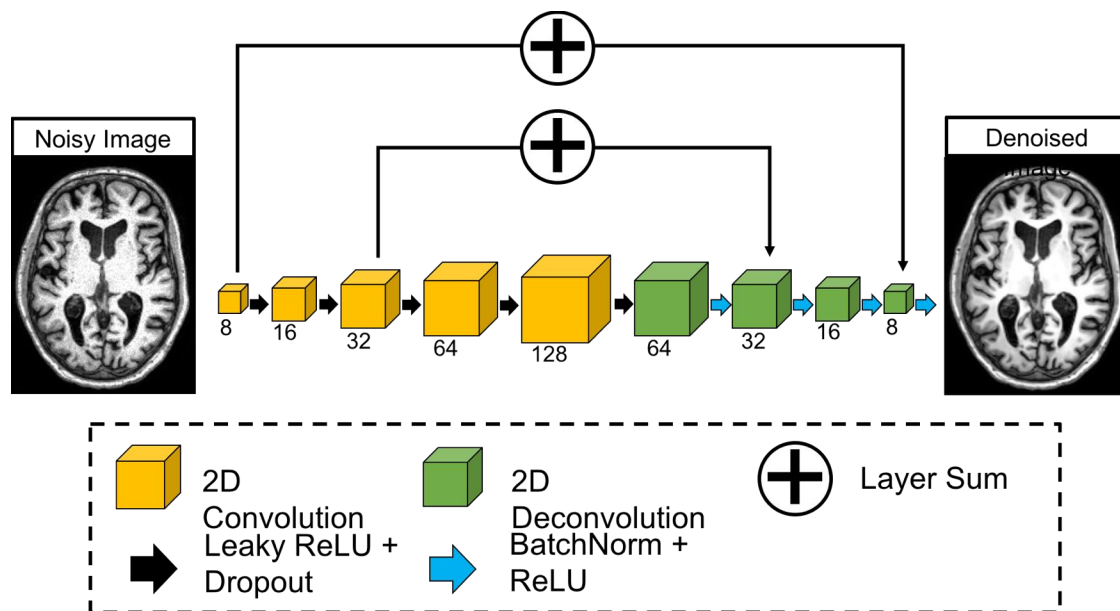 Noisy Image
Denoised
Image
8
16
32
64
128
64
32
16
8
2D
Convolution
Leaky ReLU +
Dropout
2D
Deconvolution
BatchNorm +
ReLU
Layer Sum